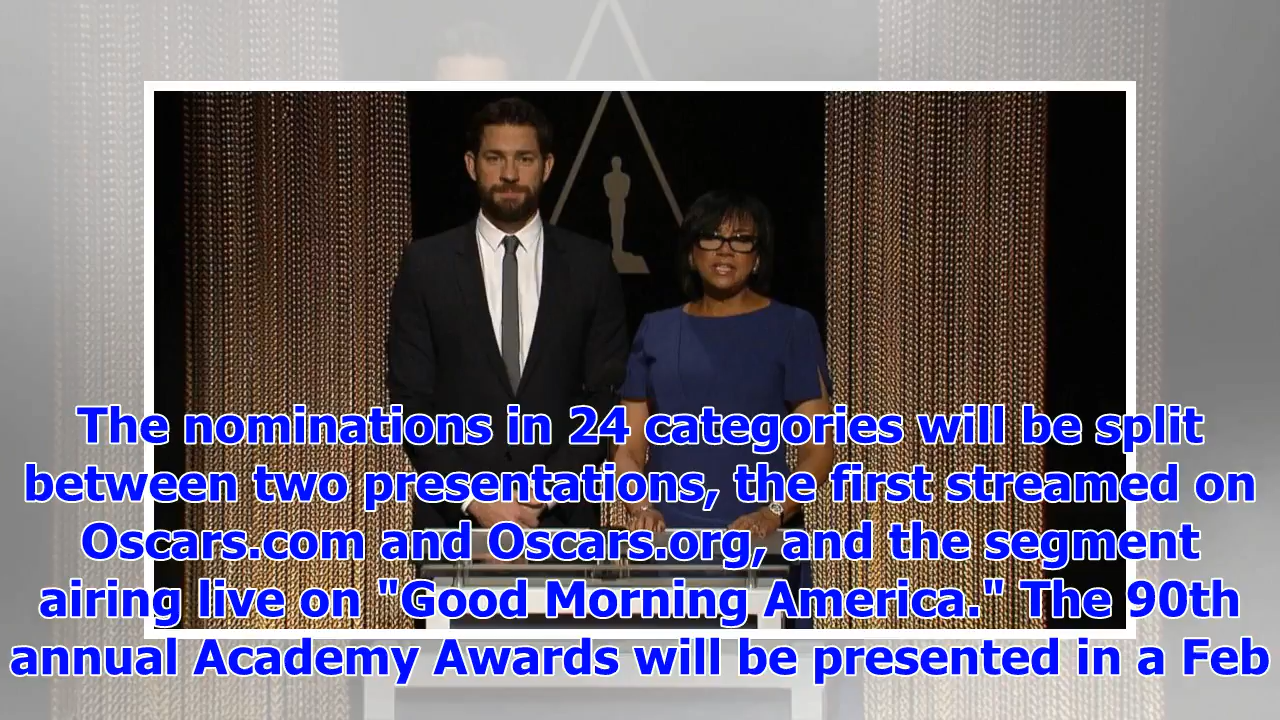 The nominations in 24 categories will be split
between two presentations, the first streamed on
Oscars.com and Oscars.org, and the segment
airing live on "Good Morning America." The 90th
annual Academy Awards will be presented in a Feb